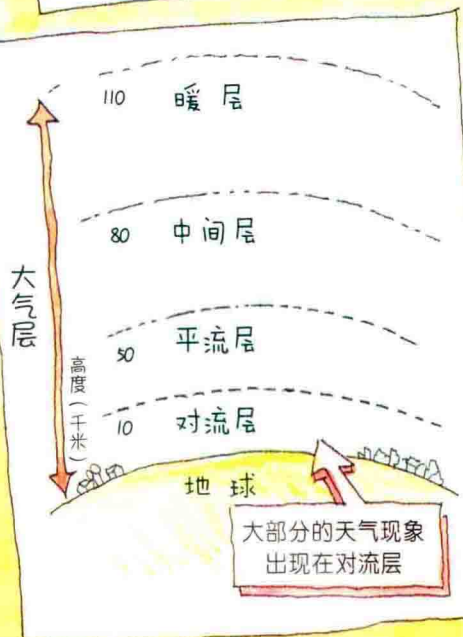 110 暖层
80 中间层
50 平流层
10 对流层
大气层
高度(千米)
地球
大部分的天气现象
出现在对流层